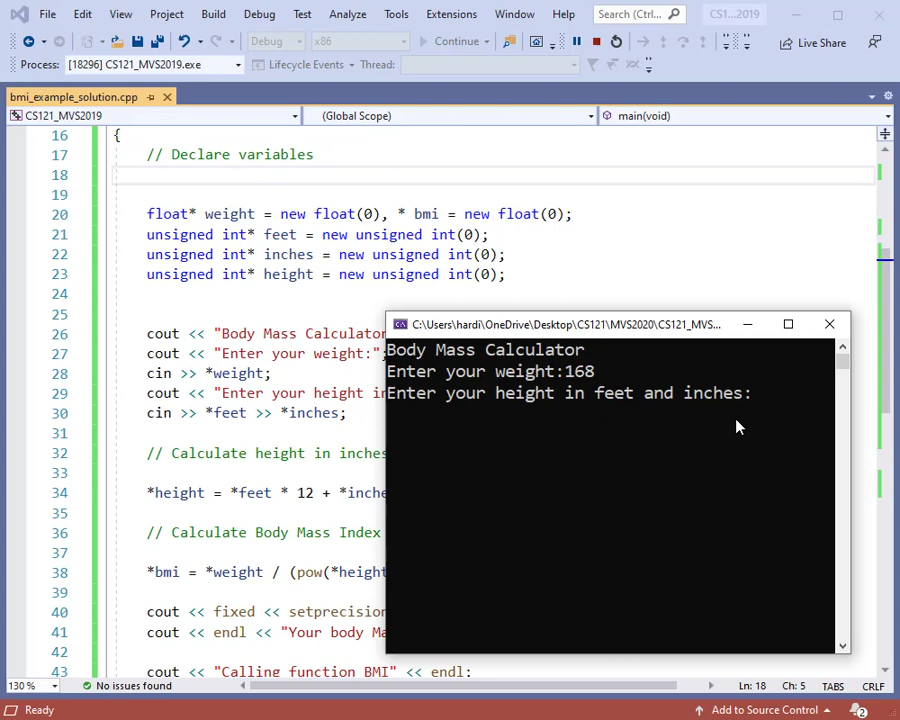 File Edit View Project Build Debug Test Analyze Tools Extensions Window Help Search (Ctrl... CS1...2019
Debug x86 Continue Live Share
Process: [18296] CS121_MVS2019.exe Lifecycle Events Thread:
bmi_example_solution.cpp
CS121_MVS2019 (Global Scope) main(void)
16 {
17 // Declare variables
18
19
20 float* weight = new float(0), * bmi = new float(0);
21 unsigned int* feet = new unsigned int(0);
22 unsigned int* inches = new unsigned int(0);
23 unsigned int* height = new unsigned int(0);
24
25
26 cout << "Body Mass Calculator
27 cout << "Enter your weight:";
28 cin >> *weight;
29 cout << "Enter your height in
30 cin >> *feet >> *inches;
31
32 // Calculate height in inches
33
34 *height = *feet * 12 + *inche
35
36 // Calculate Body Mass Index
37
38 *bmi = *weight / (pow(*height
39
40 cout << fixed << setprecision
41 cout << endl << "Your body Ma
42
43 cout << "Calling function BMI" << endl;
C:\Users\hardi\OneDrive\Desktop\CS121\MVS2020\CS121_MVS...
Body Mass Calculator
Enter your weight:168
Enter your height in feet and inches:
130 % No issues found Ln: 18 Ch: 5 TABS CRLF
Ready Add to Source Control 2